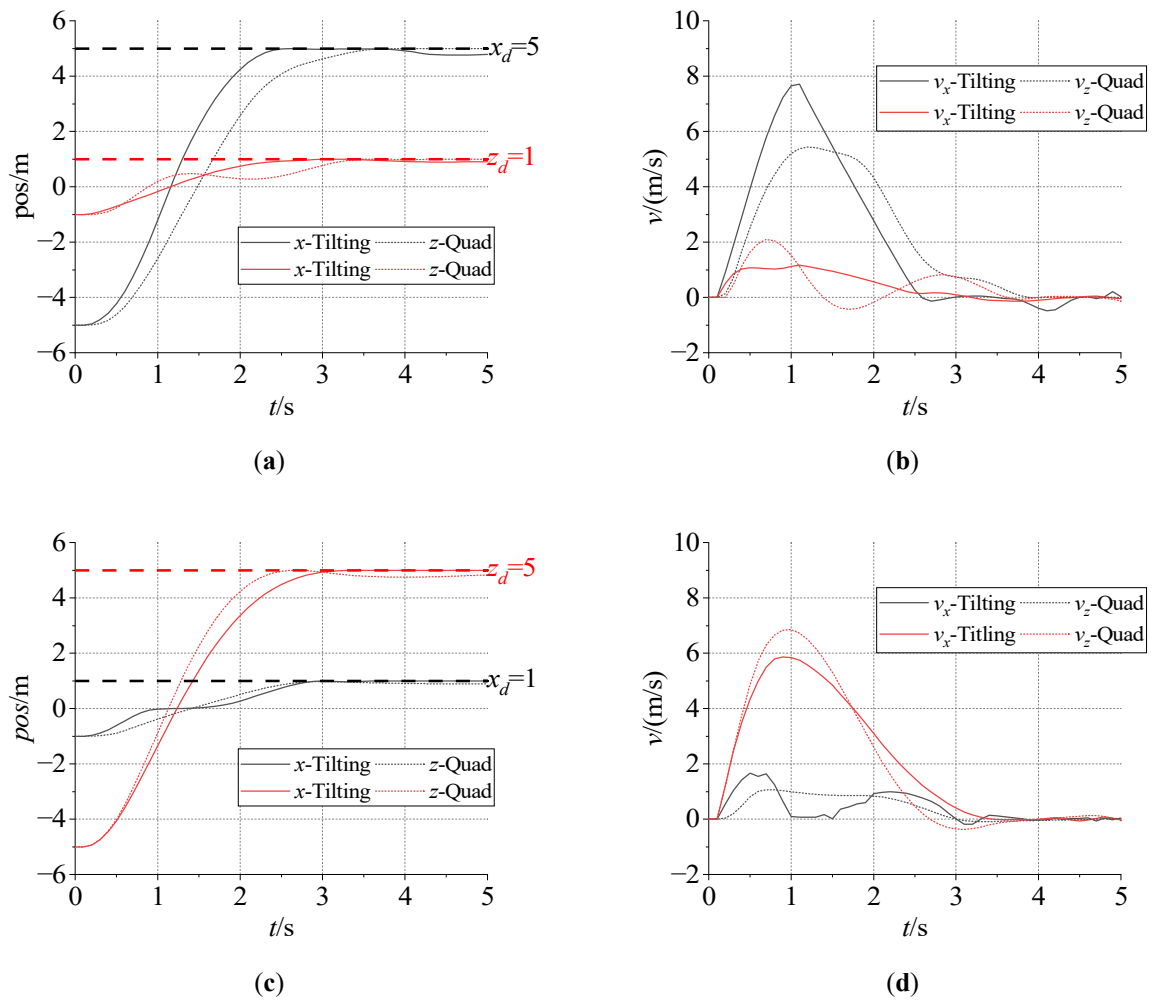 6
4
2
0
−2
−4
−6
pos/m
x_d=5
z_d=1
x-Tilting z-Quad
x-Tilting z-Quad
0 1 2 3 4 5
t/s
(a)
10
8
6
4
2
0
−2
v/(m/s)
v_x-Tilting v_z-Quad
v_x-Tilting v_z-Quad
0 1 2 3 4 5
t/s
(b)
6
4
2
0
−2
−4
−6
pos/m
z_d=5
x_d=1
x-Tilting z-Quad
x-Tilting z-Quad
0 1 2 3 4 5
t/s
(c)
10
8
6
4
2
0
−2
v/(m/s)
v_x-Tilting v_z-Quad
v_x-Titling v_z-Quad
0 1 2 3 4 5
t/s
(d)